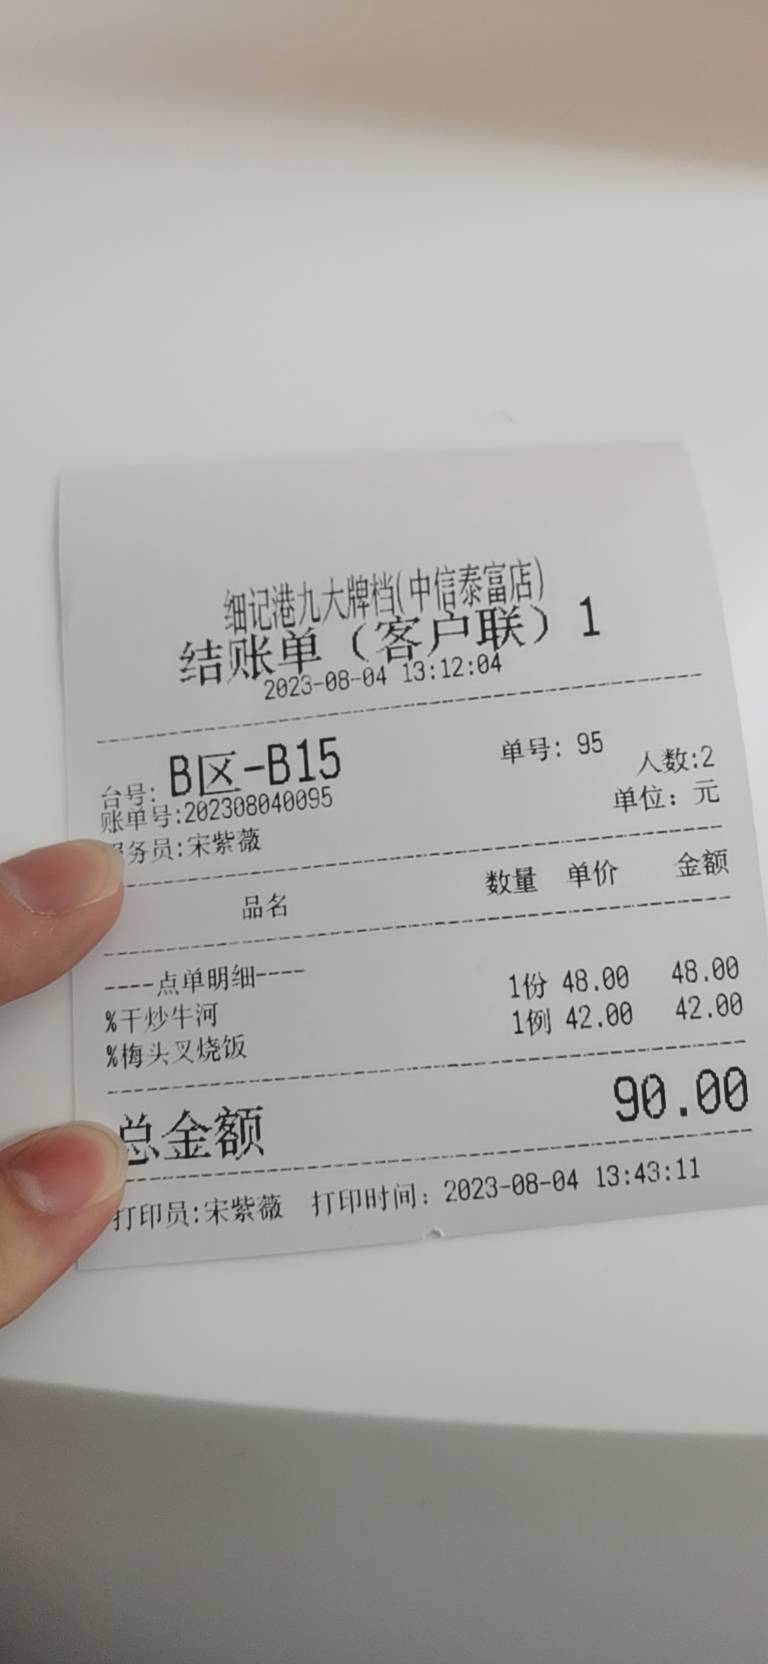 细记港九大牌档(中信泰富店)
结账单（客户联）1
2023-08-04 13:12:04
台号: B区-B15 单号: 95
人数:2
账单号:202308040095
单位: 元
服务员:宋紫薇
品名 数量 单价 金额
----点单明细----
%干炒牛河 1份 48.00 48.00
%梅头叉烧饭 1例 42.00 42.00
总金额 90.00
打印员:宋紫薇 打印时间: 2023-08-04 13:43:11